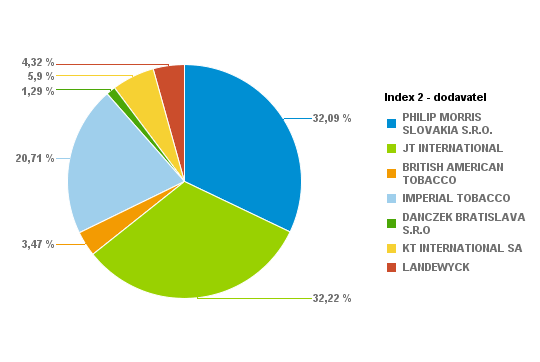 4,32 %
5,9 %
1,29 %
20,71 %
3,47 %
32,09 %
32,22 %
Index 2 - dodavatel
PHILIP MORRIS
SLOVAKIA S.R.O.
JT INTERNATIONAL
BRITISH AMERICAN
TOBACCO
IMPERIAL TOBACCO
DANCZEK BRATISLAVA
S.R.O
KT INTERNATIONAL SA
LANDEWYCK